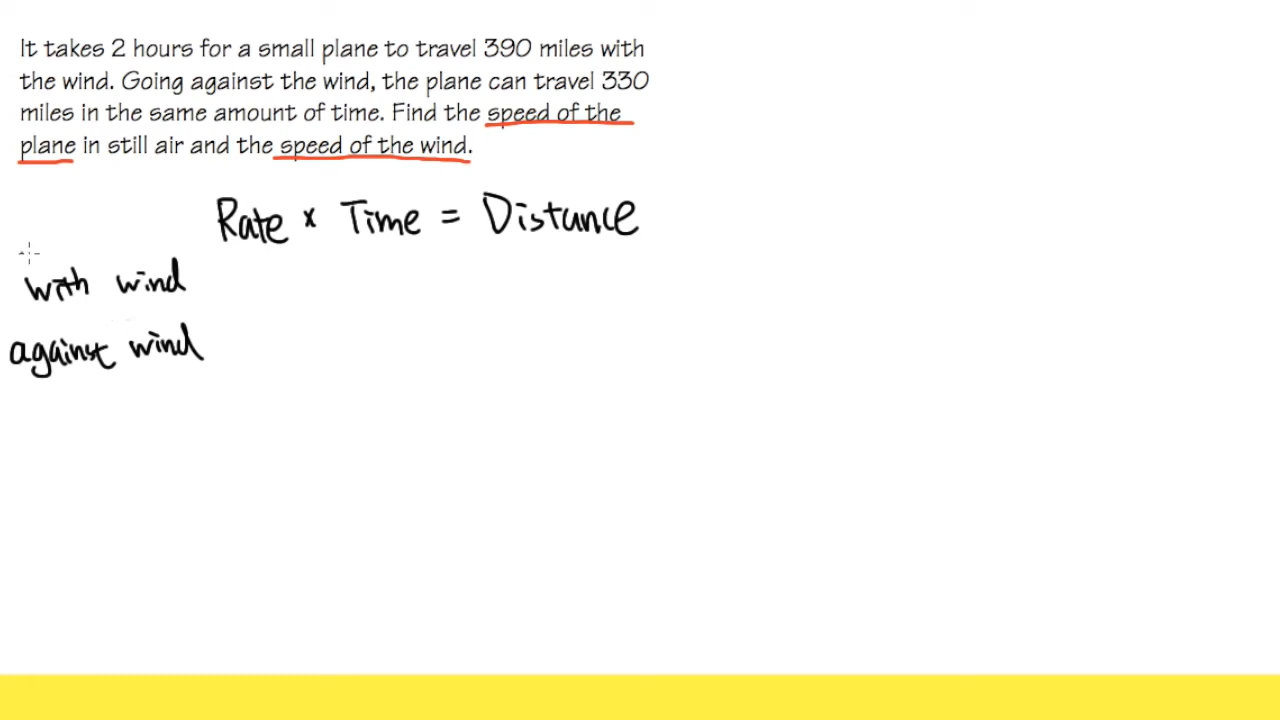 It takes 2 hours for a small plane to travel 390 miles with
the wind. Going against the wind, the plane can travel 330
miles in the same amount of time. Find the speed of the
plane in still air and the speed of the wind.
Rate × Time = Distance
with wind
against wind